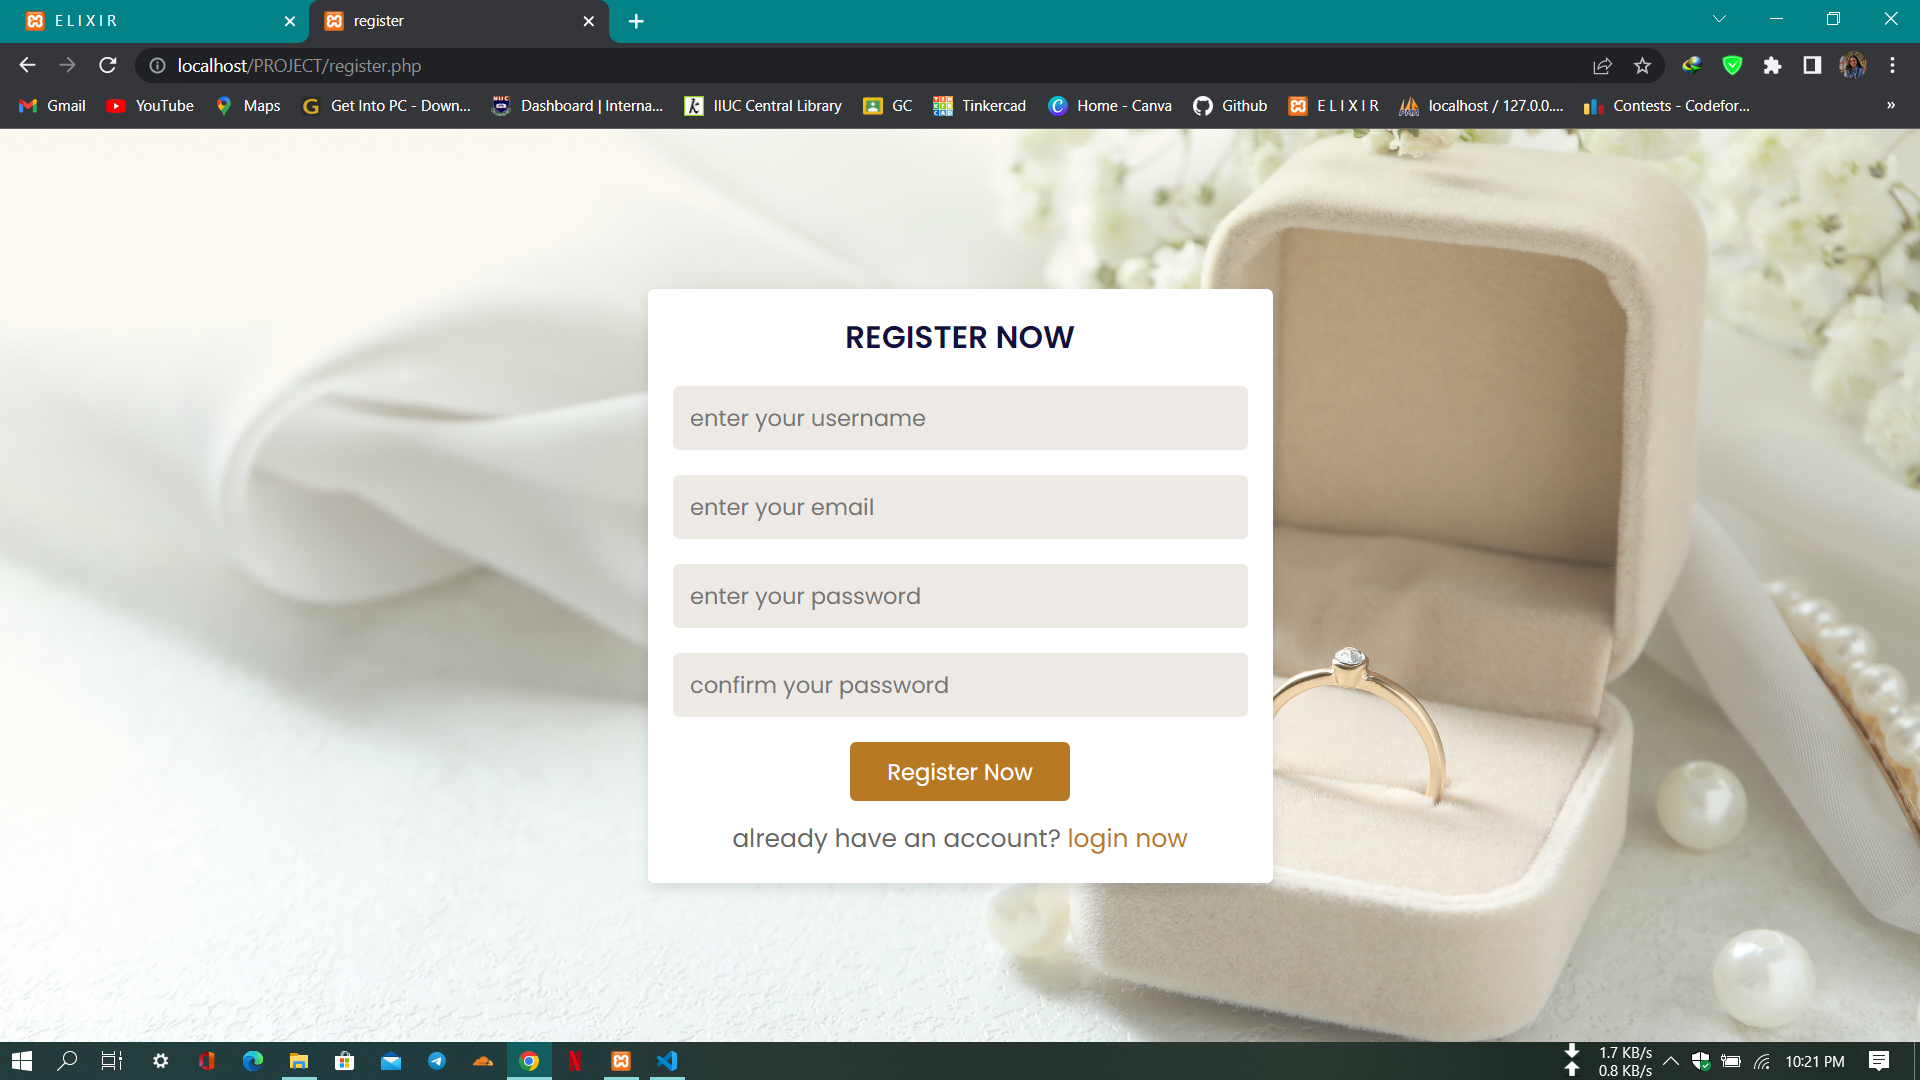 E L I X I R
register
localhost/PROJECT/register.php
Gmail
YouTube
Maps
Get Into PC - Down...
Dashboard | Interna...
IIUC Central Library
GC
Tinkercad
Home - Canva
Github
E L I X I R
localhost / 127.0.0....
Contests - Codefor...
»
REGISTER NOW
enter your username
enter your email
enter your password
confirm your password
Register Now
already have an account? login now
1.7 KB/s
0.8 KB/s
10:21 PM